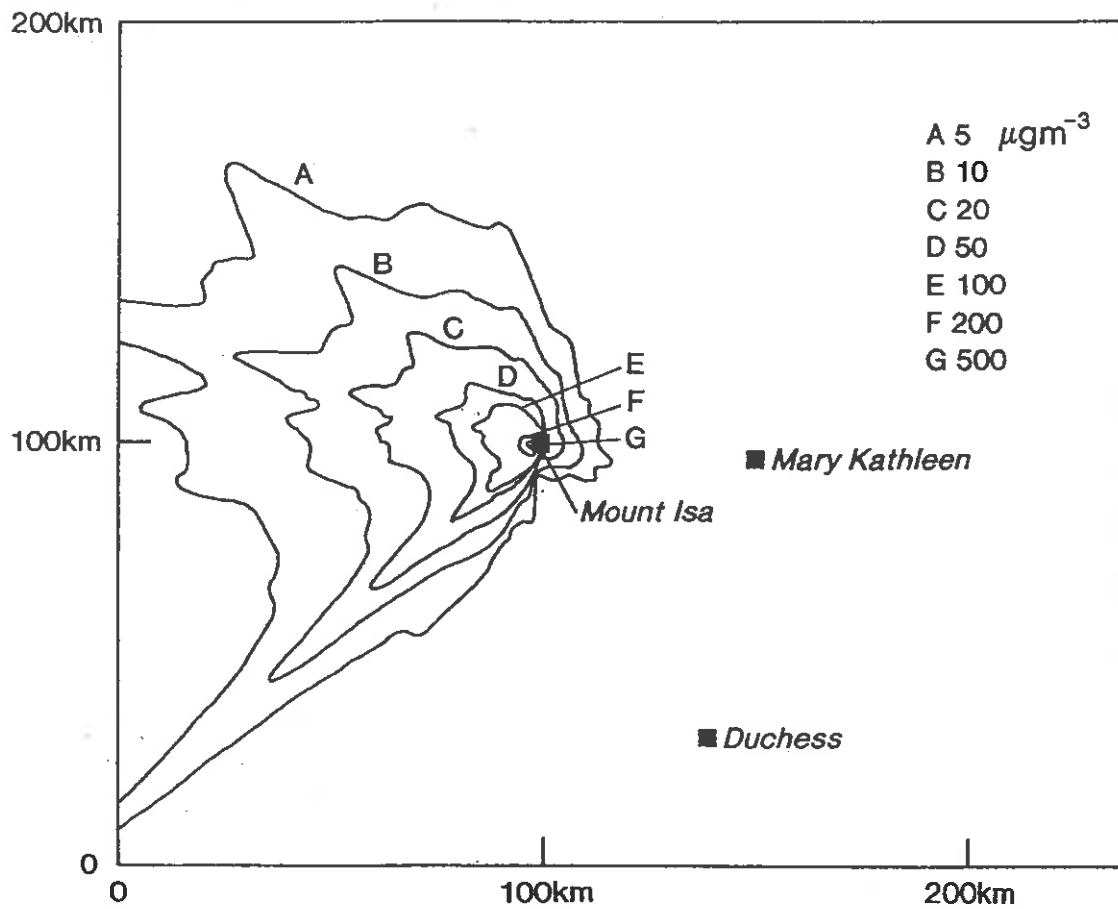 200km
A
A 5 μgm⁻³
B 10
C 20
D 50
E 100
F 200
G 500
B
C
D
E
F
G
100km
Mary Kathleen
Mount Isa
Duchess
0
0
100km
200km